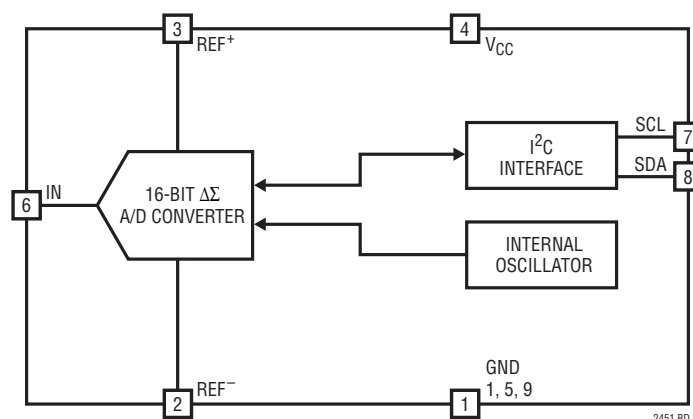 3
REF⁺
4
VCC
6
IN
16-BIT ΔΣ
A/D CONVERTER
I²C
INTERFACE
SCL
7
SDA
8
INTERNAL
OSCILLATOR
2
REF⁻
GND
1, 5, 9
1
2451 BD